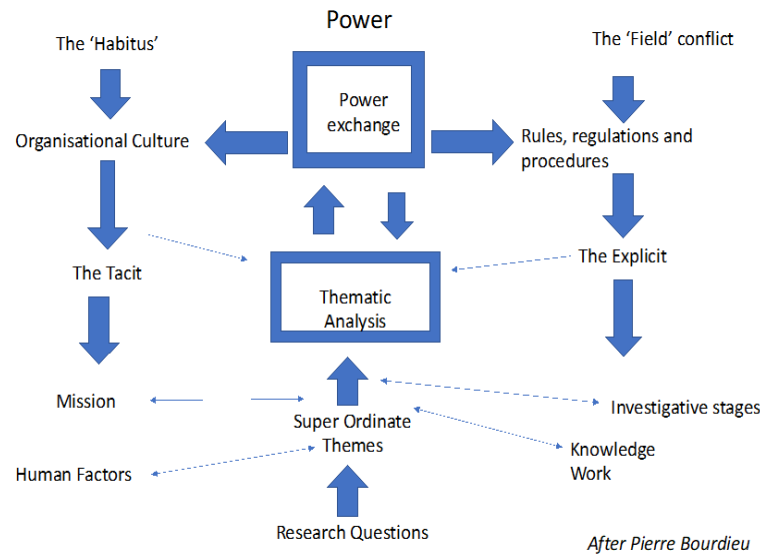 Power
The ‘Habitus’
The ‘Field’ conflict
Power
exchange
Organisational Culture
Rules, regulations and
procedures
The Tacit
The Explicit
Thematic
Analysis
Mission
Investigative stages
Super Ordinate
Themes
Knowledge
Work
Human Factors
Research Questions
After Pierre Bourdieu